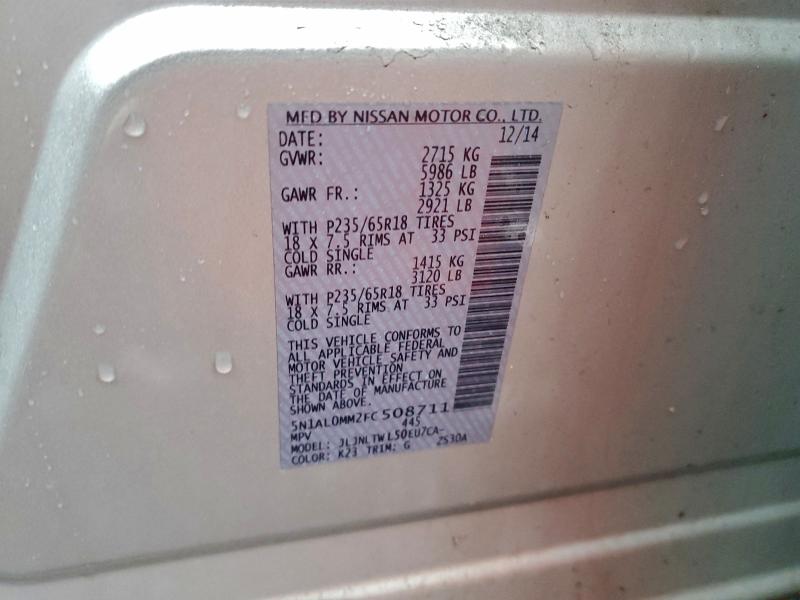 MFD BY NISSAN MOTOR CO., LTD.
DATE: 12/14
GVWR: 2715 KG
5986 LB
GAWR FR.: 1325 KG
2921 LB
WITH P235/65R18 TIRES
18 X 7.5 RIMS AT 33 PSI
COLD SINGLE
GAWR RR.: 1415 KG
3120 LB
WITH P235/65R18 TIRES
18 X 7.5 RIMS AT 33 PSI
COLD SINGLE
THIS VEHICLE CONFORMS TO
ALL APPLICABLE FEDERAL
MOTOR VEHICLE SAFETY AND
THEFT PREVENTION
STANDARDS IN EFFECT ON
THE DATE OF MANUFACTURE
SHOWN ABOVE.
5N1AL0MM2FC508711
MPV 445
MODEL: JLJNLTWL50EU7CA-
COLOR: K23 TRIM: G ZS30A